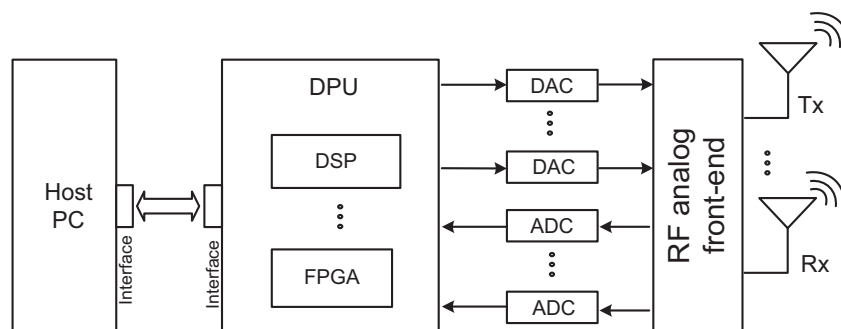 Host
PC
Interface
Interface
DPU
DSP
FPGA
DAC
DAC
ADC
ADC
RF analog
front-end
Tx
Rx